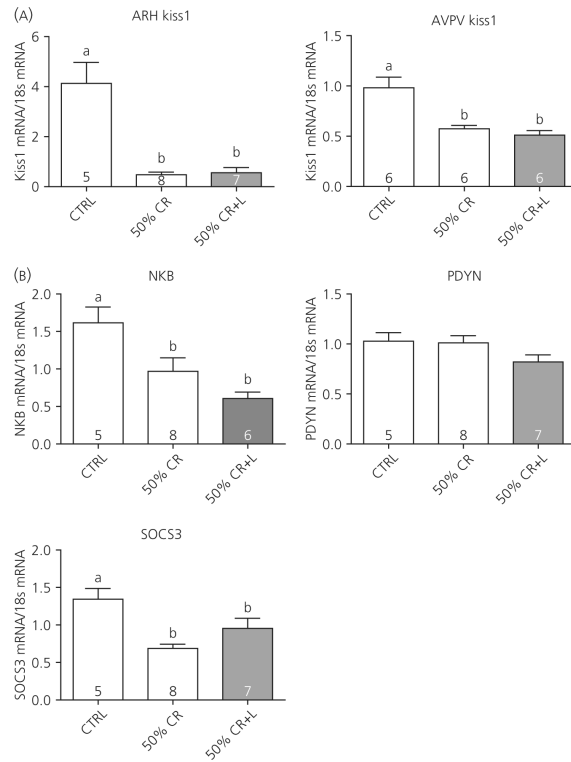 (A)
ARH kiss1
Kiss1 mRNA/18s mRNA
6
4
2
0
a
b
b
5
8
7
CTRL
50% CR
50% CR+L
AVPV kiss1
Kiss1 mRNA/18s mRNA
1.5
1.0
0.5
0.0
a
b
b
6
6
6
CTRL
50% CR
50% CR+L
(B)
NKB
NKB mRNA/18s mRNA
2.0
1.5
1.0
0.5
0.0
a
b
b
5
8
6
CTRL
50% CR
50% CR+L
PDYN
PDYN mRNA/18s mRNA
1.5
1.0
0.5
0.0
5
8
7
CTRL
50% CR
50% CR+L
SOCS3
SOCS3 mRNA/18s mRNA
2.0
1.5
1.0
0.5
0.0
a
b
b
5
8
7
CTRL
50% CR
50% CR+L